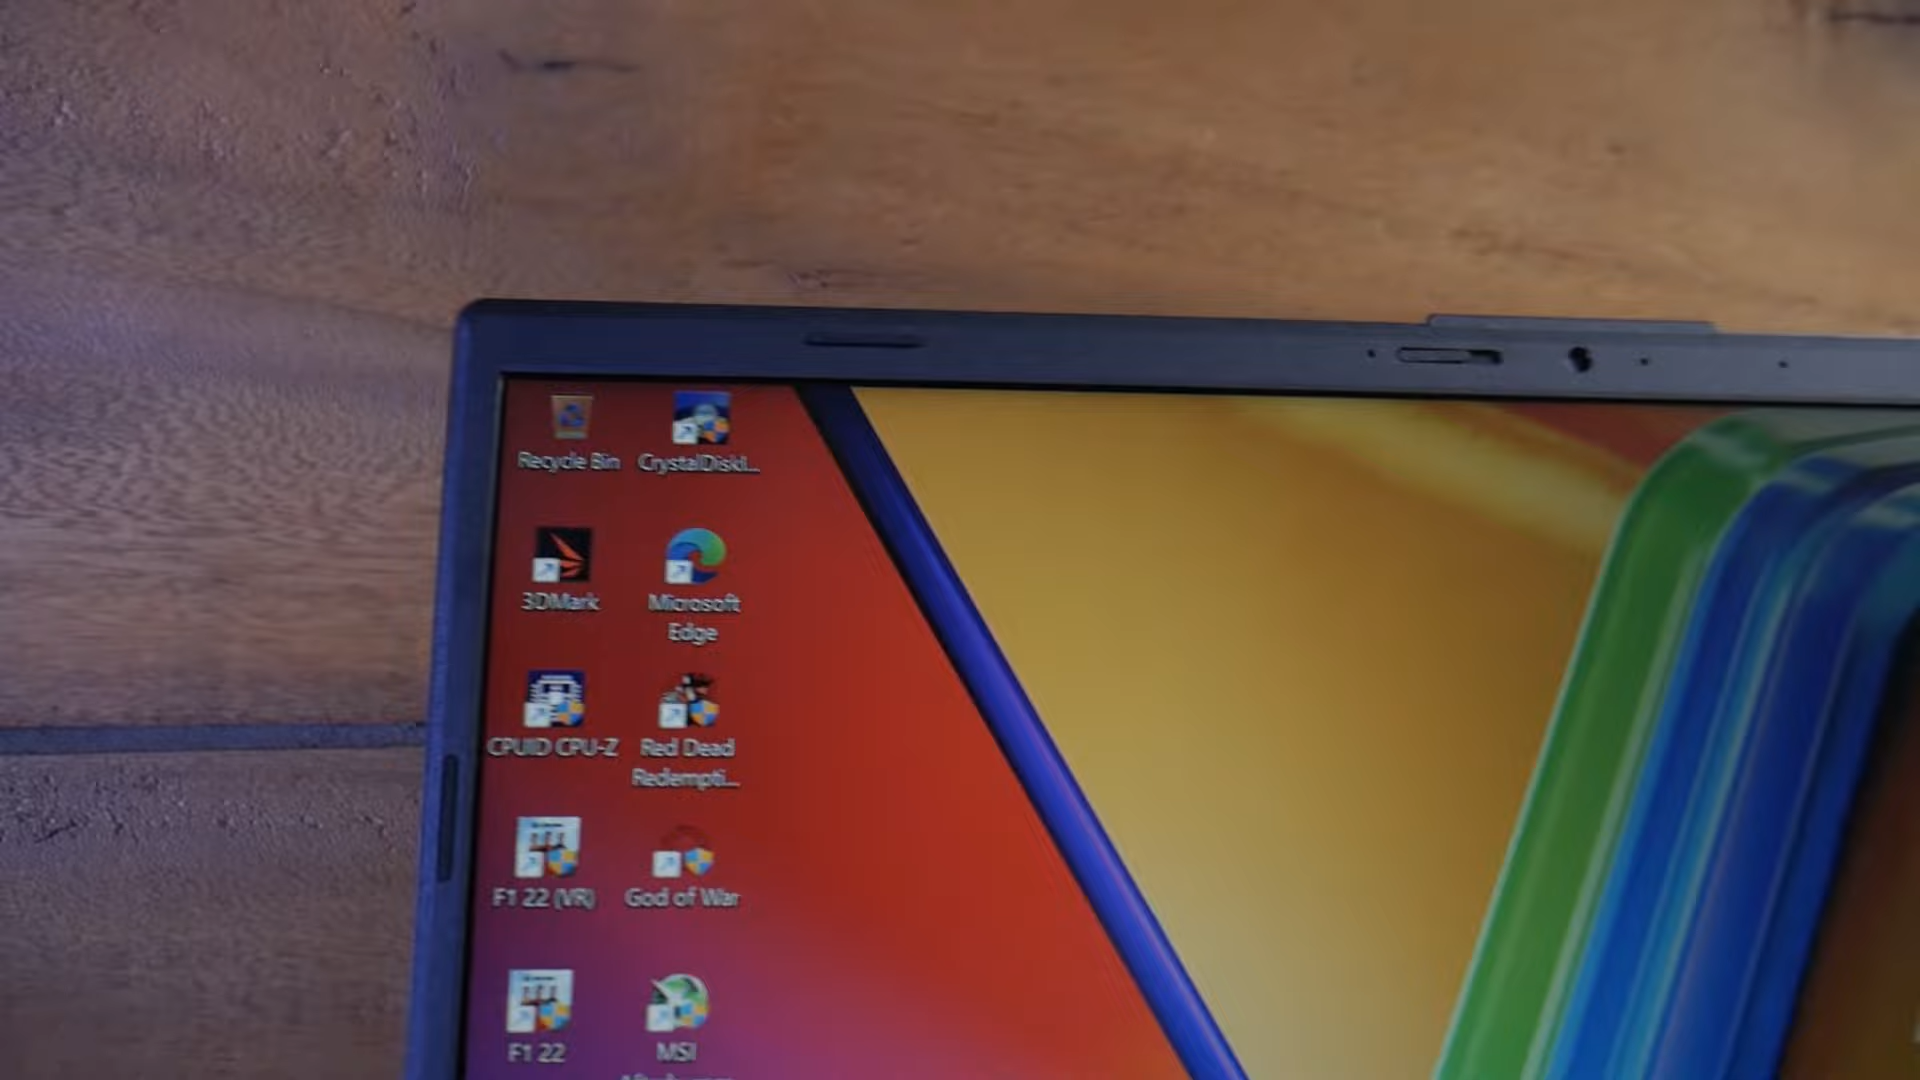 Recycle Bin
CrystalDiskI...
3DMark
Microsoft
Edge
CPUID CPU-Z
Red Dead
Redempti...
F1 22 (VR)
God of War
F1 22
MSI